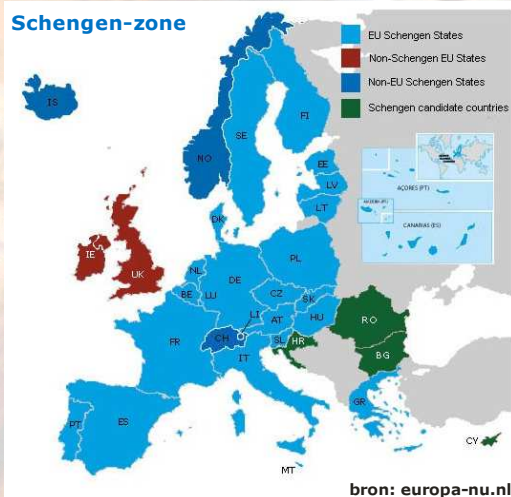 Schengen-zone
EU Schengen States
Non-Schengen EU States
Non-EU Schengen States
Schengen candidate countries
IS
FI
SE
NO
EE
LV
LT
DK
AÇORES (PT)
CANARIAS (ES)
IE
UK
NL
BE
DE
PL
LU
CZ
SK
LI
AT
HU
FR
CH
SL
HR
RO
IT
BG
PT
ES
GR
CY
MT
bron: europa-nu.nl